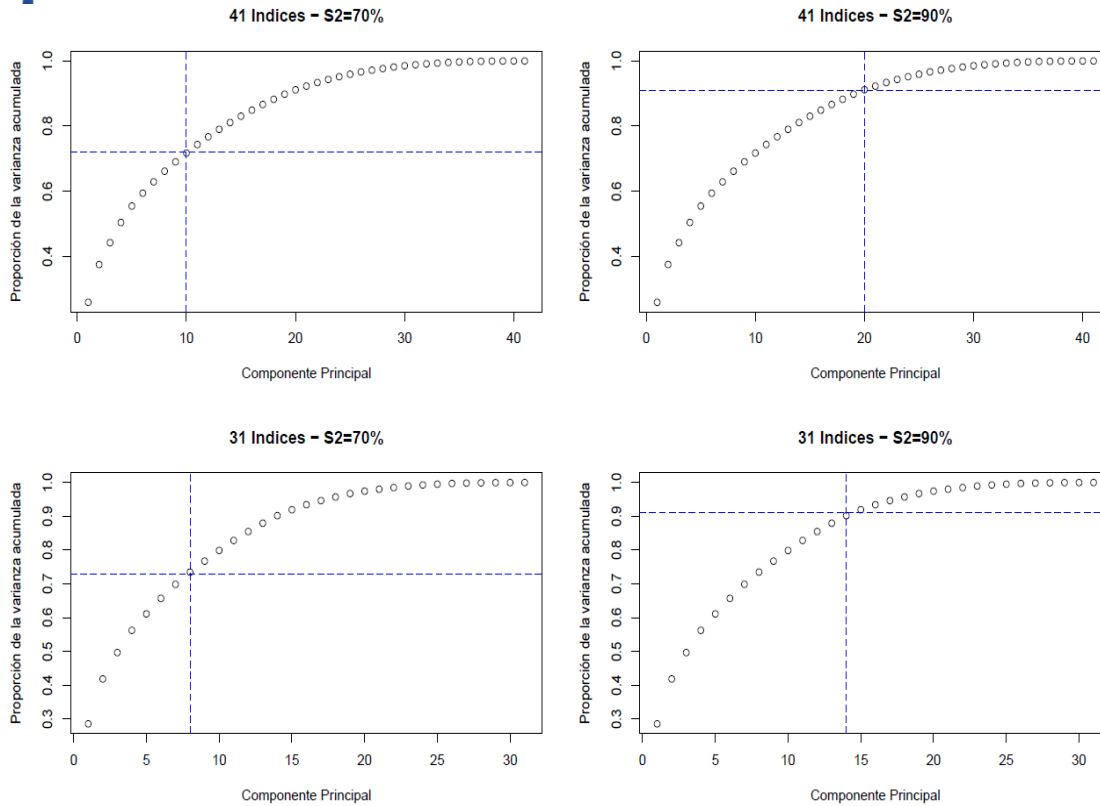 41 Indices − S2=70%
Proporción de la varianza acumulada
1.0
0.8
0.6
0.4
0 10 20 30 40
Componente Principal
41 Indices − S2=90%
Proporción de la varianza acumulada
1.0
0.8
0.6
0.4
0 10 20 30 40
Componente Principal
31 Indices − S2=70%
Proporción de la varianza acumulada
1.0
0.9
0.8
0.7
0.6
0.5
0.4
0.3
0 5 10 15 20 25 30
Componente Principal
31 Indices − S2=90%
Proporción de la varianza acumulada
1.0
0.9
0.8
0.7
0.6
0.5
0.4
0.3
0 5 10 15 20 25 30
Componente Principal